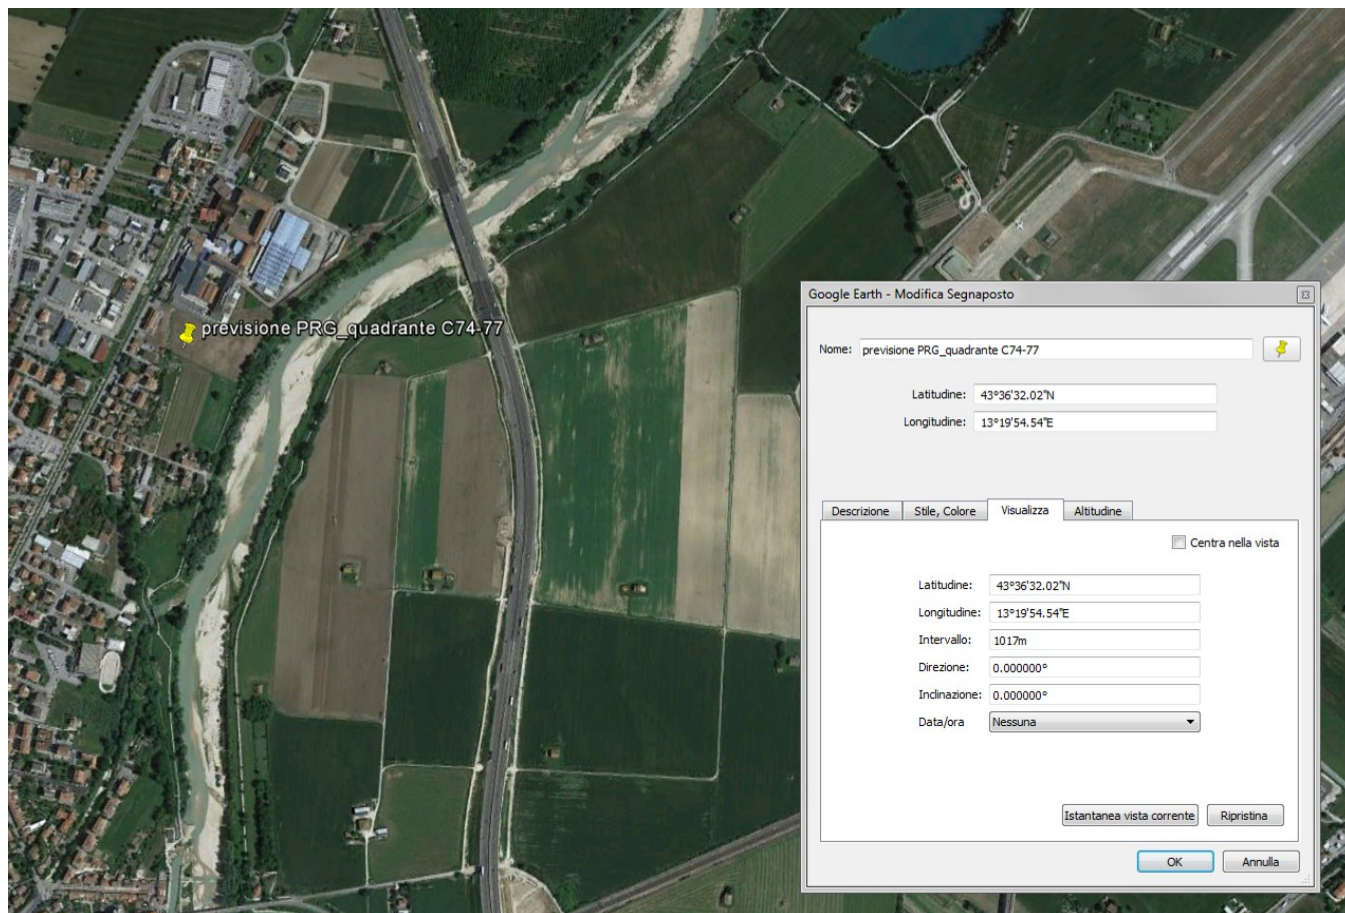 previsione PRG_quadrante C74-77
Google Earth - Modifica Segnaposto
Nome: previsione PRG_quadrante C74-77
Latitudine: 43°36'32.02"N
Longitudine: 13°19'54.54"E
Descrizione Stile, Colore Visualizza Altitudine
Centra nella vista
Latitudine: 43°36'32.02"N
Longitudine: 13°19'54.54"E
Intervallo: 1017m
Direzione: 0.000000°
Inclinazione: 0.000000°
Data/ora Nessuna
Istantanea vista corrente Ripristina
OK Annulla